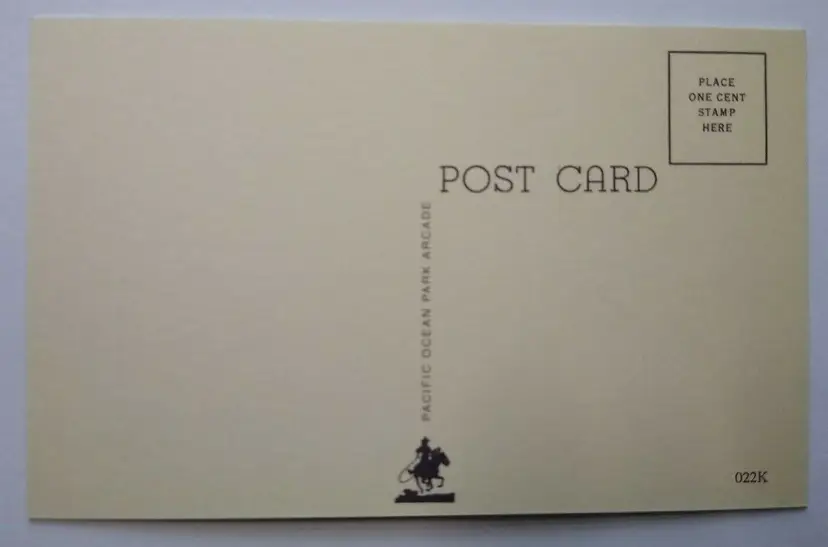 PLACE
ONE CENT
STAMP
HERE
POST CARD
PACIFIC OCEAN PARK ARCADE
022K